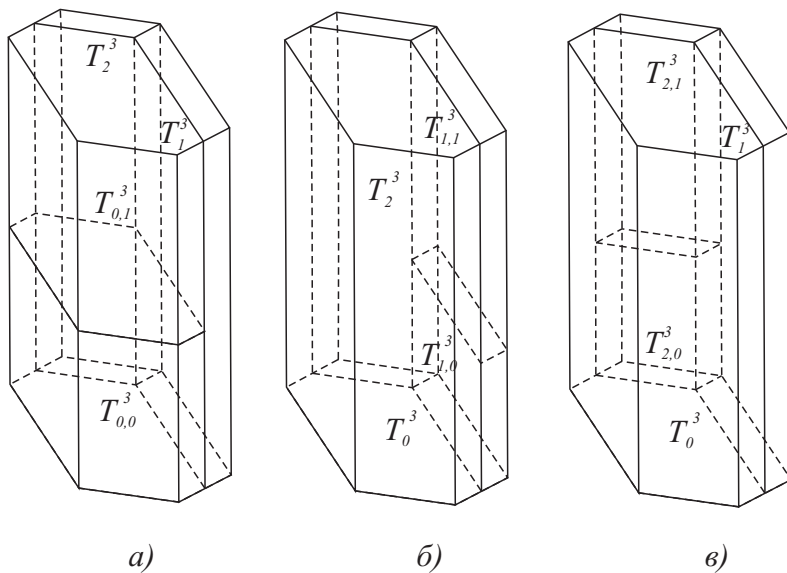 T_2^3 T_1^3 T_{0,1}^3 T_{0,0}^3
T_{1,1}^3 T_2^3 T_{1,0}^3 T_0^3
T_{2,1}^3 T_1^3 T_{2,0}^3 T_0^3
а) б) в)